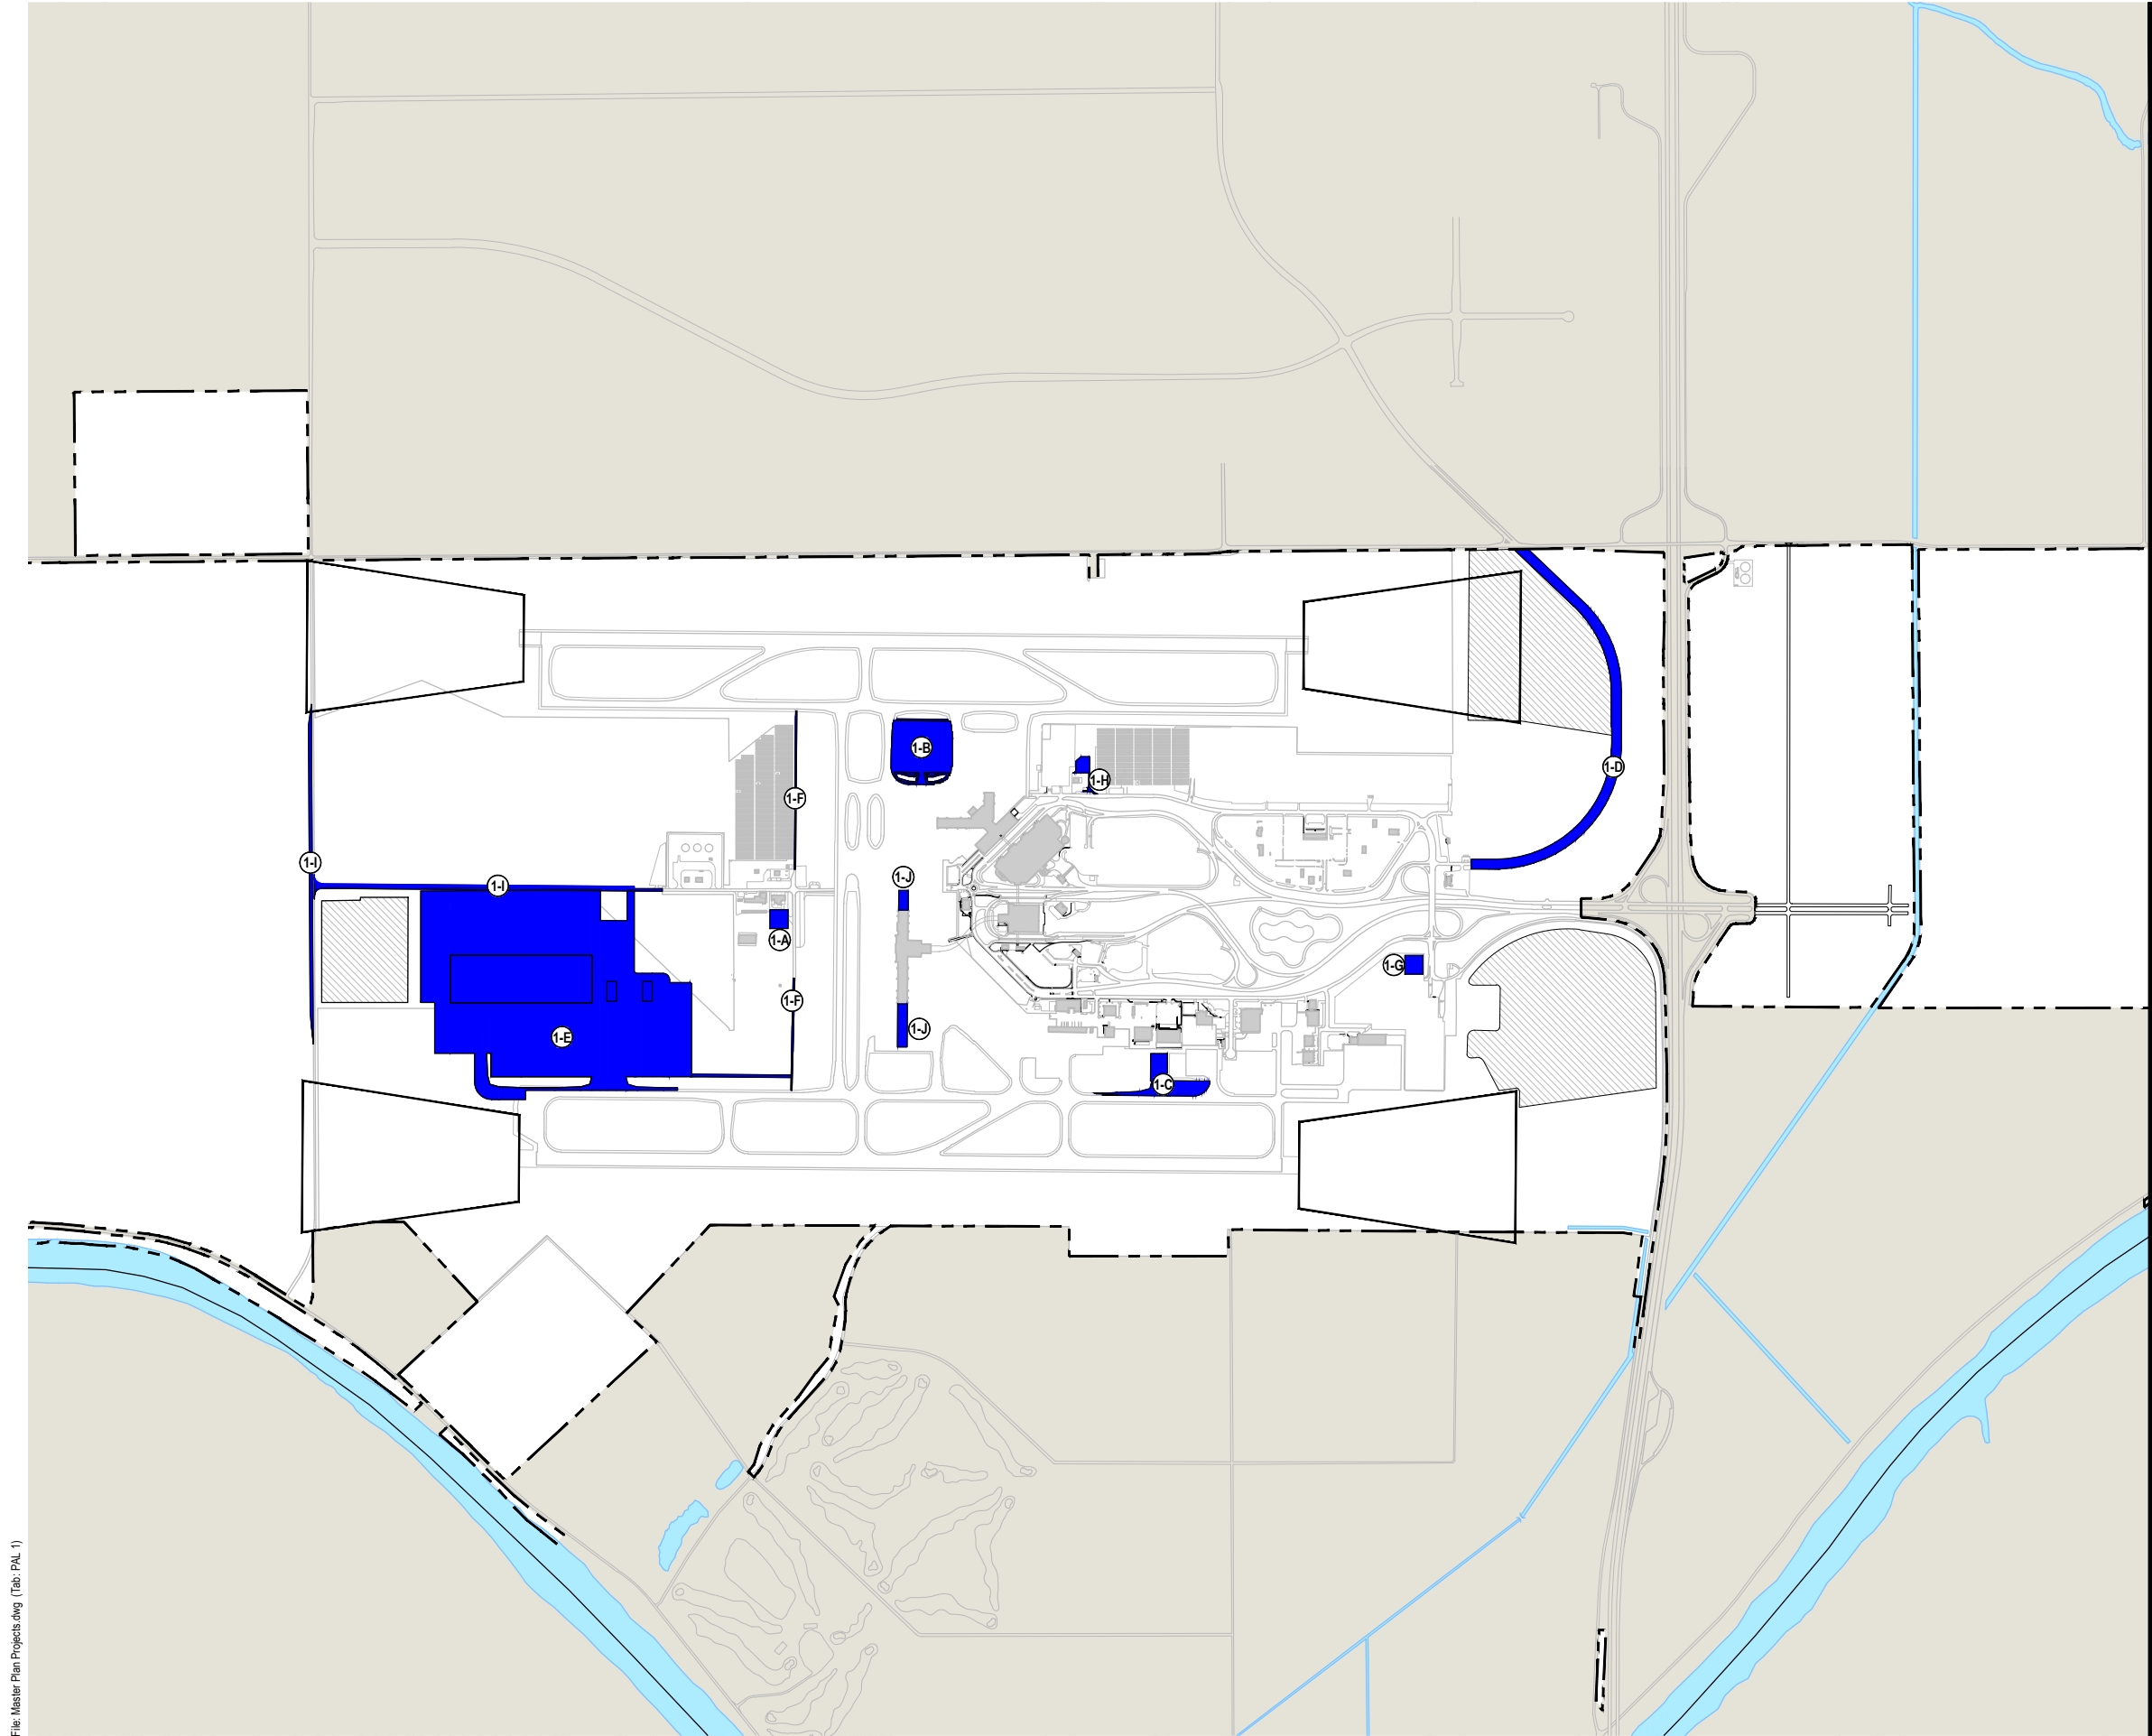 1-B
1-D
1-H
1-F
1-I
1-J
1-I
1-A
1-G
1-F
1-J
1-E
1-C
File: Master Plan Projects.dwg (Tab: PAL 1)